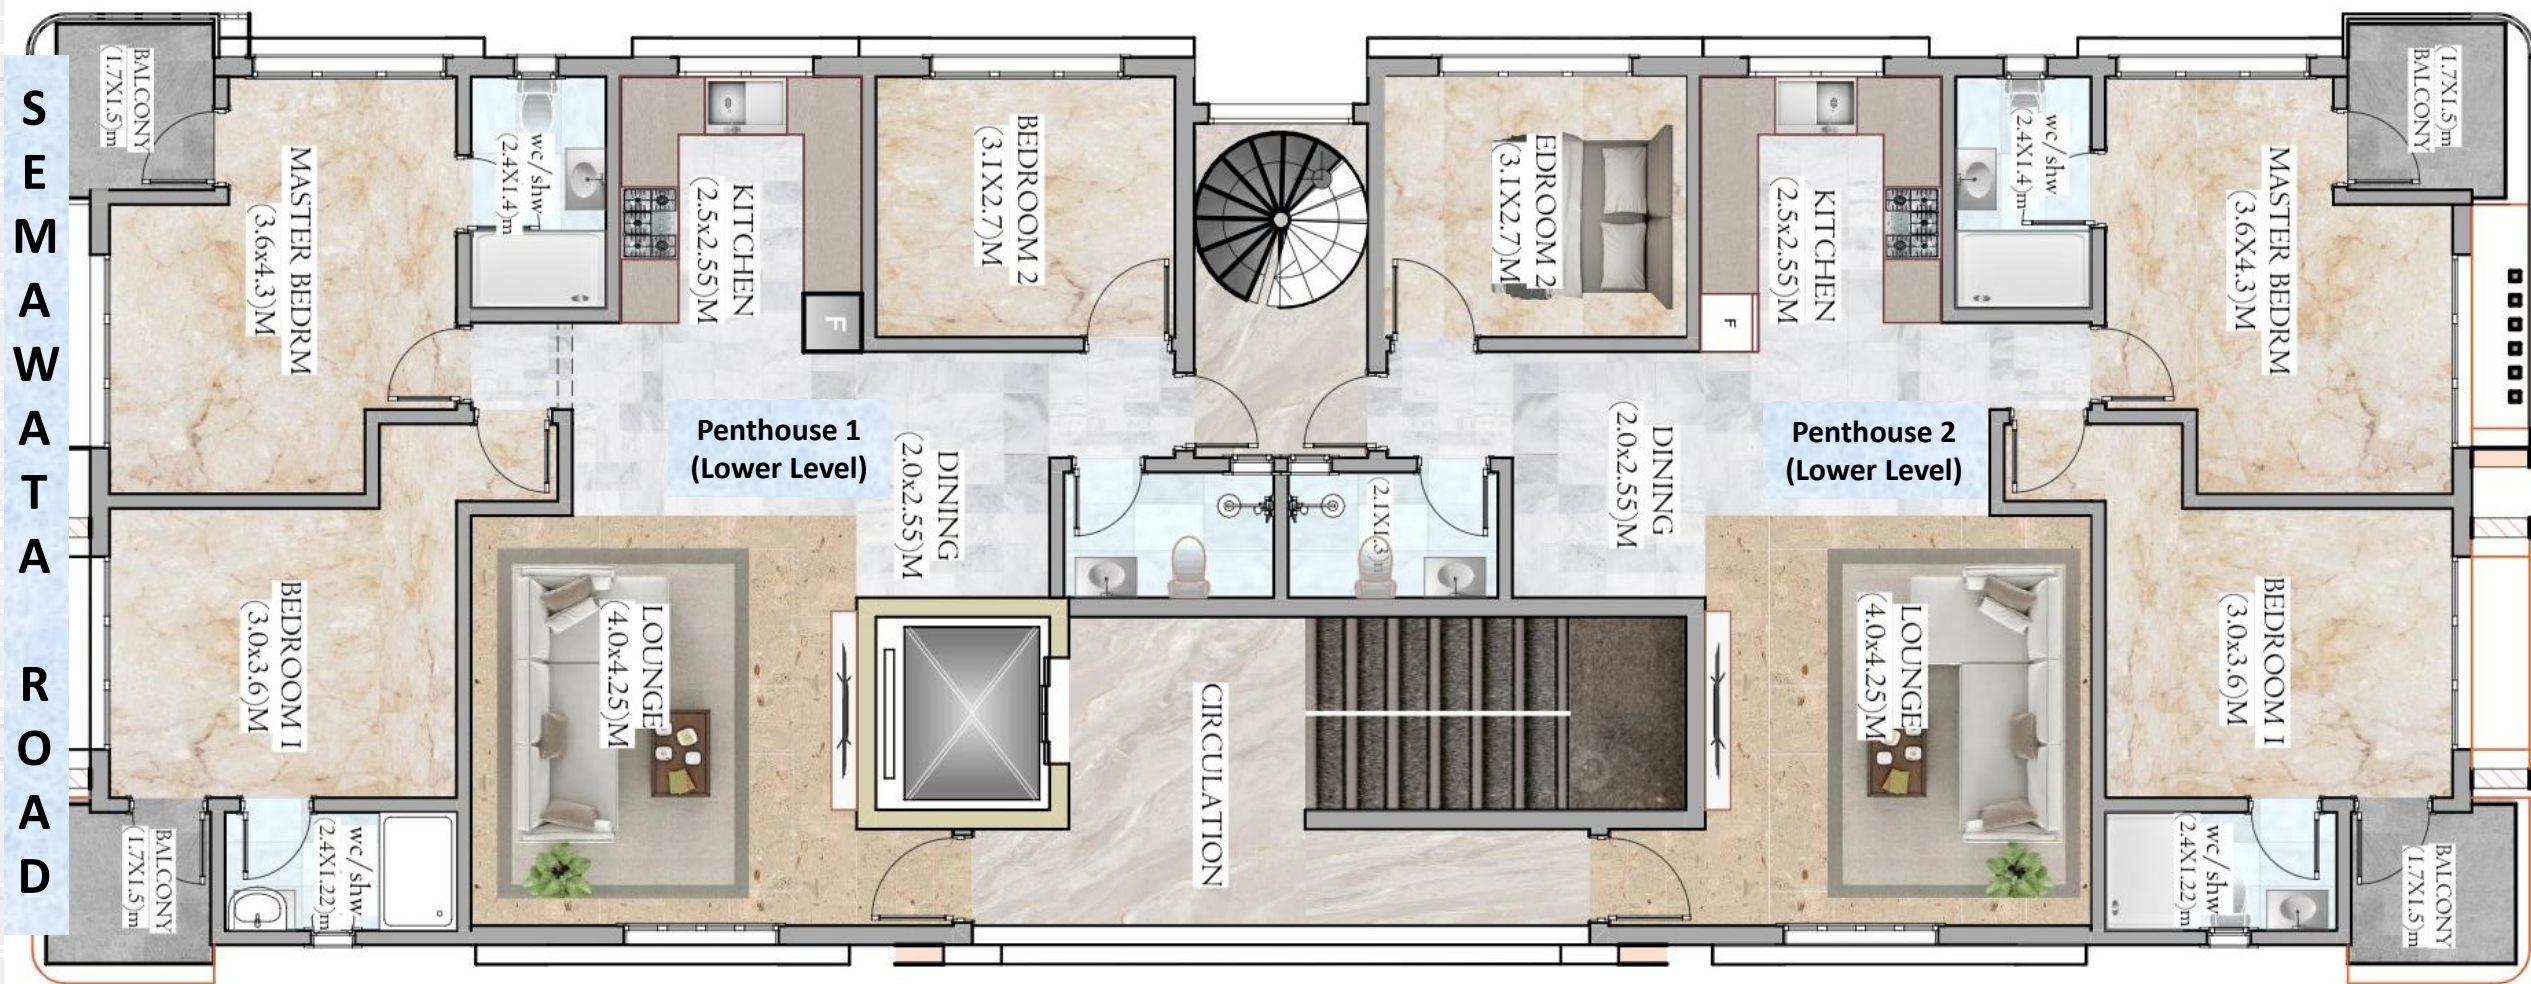 SEMAWATA ROAD
BALCONY
(1.7X1.5)m
MASTER BEDRM
(3.6x4.3)M
wc/shw
(2.4X1.4)m
KITCHEN
(2.5x2.55)M
F
BEDROOM 2
(3.1X2.7)M
EDROOM 2
(3.1X2.7)M
KITCHEN
(2.5x2.55)M
F
wc/shw
(2.4X1.4)m
MASTER BEDRM
(3.6X4.3)M
(1.7X1.5)m
BALCONY
Penthouse 1
(Lower Level)
DINING
(2.0x2.55)M
(2.1X1.3)m
DINING
(2.0x2.55)M
Penthouse 2
(Lower Level)
BEDROOM 1
(3.0x3.6)M
LOUNGE
(4.0x4.25)M
CIRCULATION
LOUNGE
(4.0x4.25)M
BEDROOM 1
(3.0x3.6)M
BALCONY
(1.7X1.5)m
wc/shw
(2.4X1.22)m
wc/shw
(2.4X1.22)m
BALCONY
(1.7X1.5)m